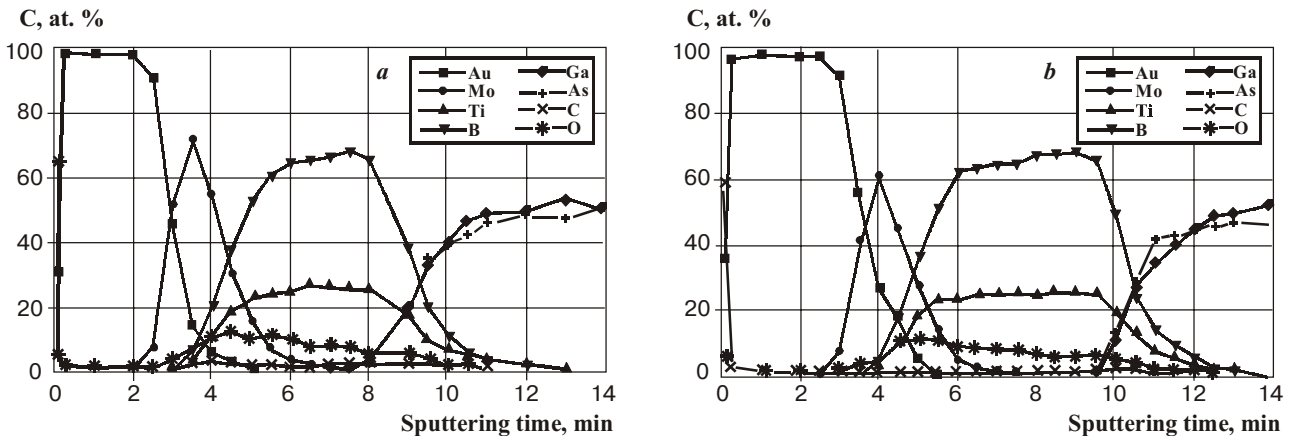 C, at. %
100
80
60
40
20
0
0 2 4 6 8 10 12 14
Sputtering time, min
a
Au Ga
Mo As
Ti C
B O
C, at. %
100
80
60
40
20
0
0 2 4 6 8 10 12 14
Sputtering time, min
b
Au Ga
Mo As
Ti C
B O